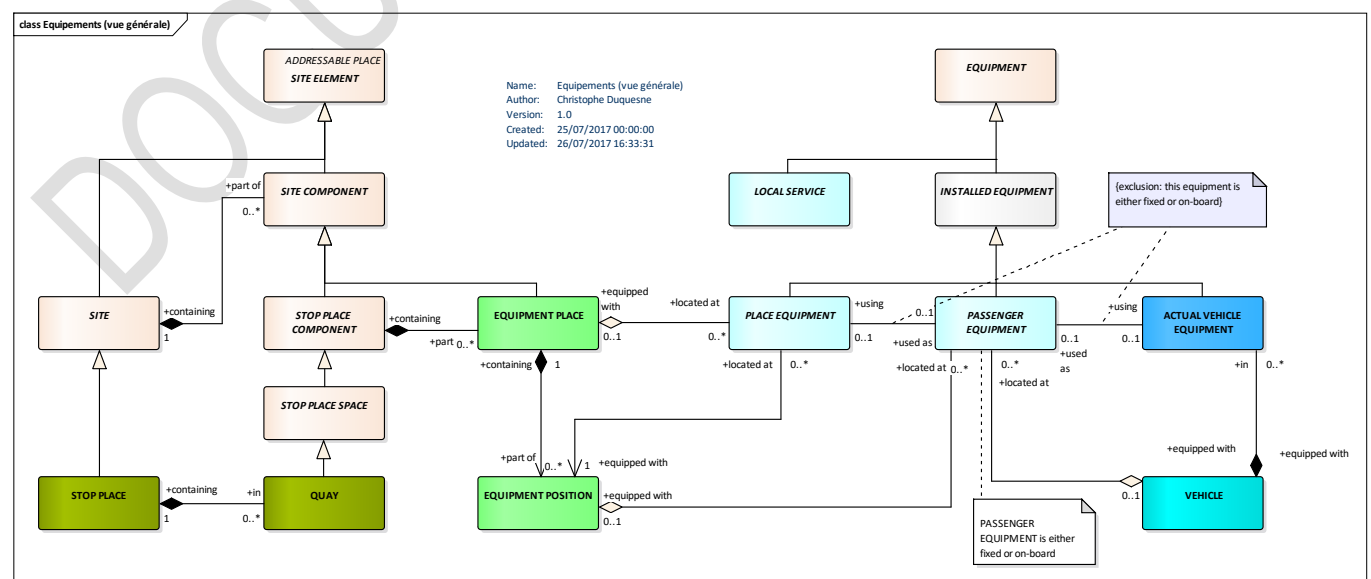 DOCU
class Equipements (vue générale)
ADDRESSABLE PLACE
SITE ELEMENT
EQUIPMENT
Name: Equipements (vue générale)
Author: Christophe Duquesne
Version: 1.0
Created: 25/07/2017 00:00:00
Updated: 26/07/2017 16:33:31
+part of
0..*
SITE COMPONENT
LOCAL SERVICE
INSTALLED EQUIPMENT
{exclusion: this equipment is
either fixed or on-board}
SITE
+containing
1
STOP PLACE
COMPONENT
+containing
+part
0..*
EQUIPMENT PLACE
+equipped
with
0..1
+located at
0..*
PLACE EQUIPMENT
+using
0..1
0..1
+used as
PASSENGER
EQUIPMENT
+using
0..1
+used
as
0..1
ACTUAL VEHICLE
EQUIPMENT
+containing
1
+located at
0..*
+located at
0..*
0..*
+located at
+in
0..*
STOP PLACE SPACE
+part of
0..*
1
+equipped with
+equipped with
+equipped with
STOP PLACE
+containing
1
+in
0..*
QUAY
EQUIPMENT POSITION
+equipped with
0..1
0..1
VEHICLE
PASSENGER
EQUIPMENT is either
fixed or on-board